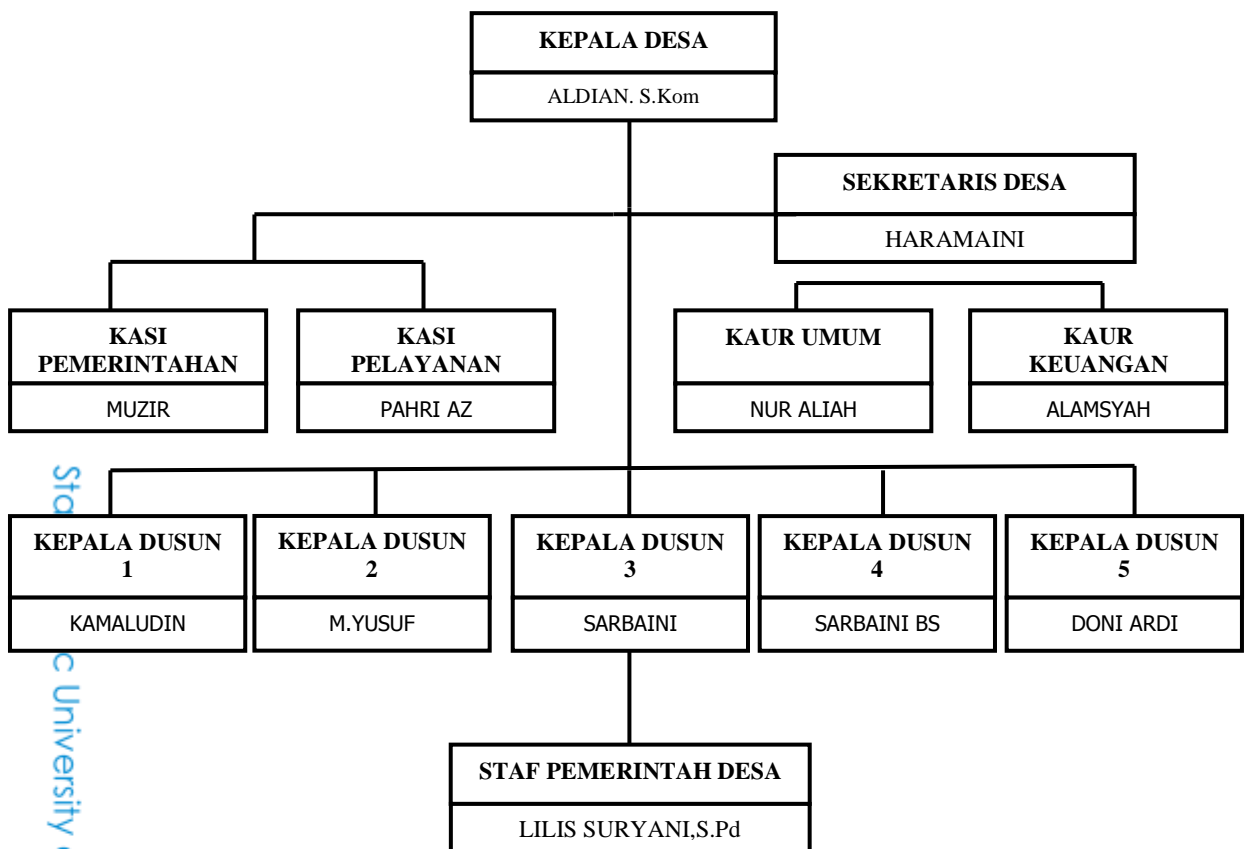 KEPALA DESA
ALDIAN. S.Kom
SEKRETARIS DESA
HARAMAINI
KASI
PEMERINTAHAN
MUZIR
KASI
PELAYANAN
PAHRI AZ
KAUR UMUM
NUR ALIAH
KAUR
KEUANGAN
ALAMSYAH
KEPALA DUSUN
1
KAMALUDIN
KEPALA DUSUN
2
M.YUSUF
KEPALA DUSUN
3
SARBAINI
KEPALA DUSUN
4
SARBAINI BS
KEPALA DUSUN
5
DONI ARDI
STAF PEMERINTAH DESA
LILIS SURYANI,S.Pd
University